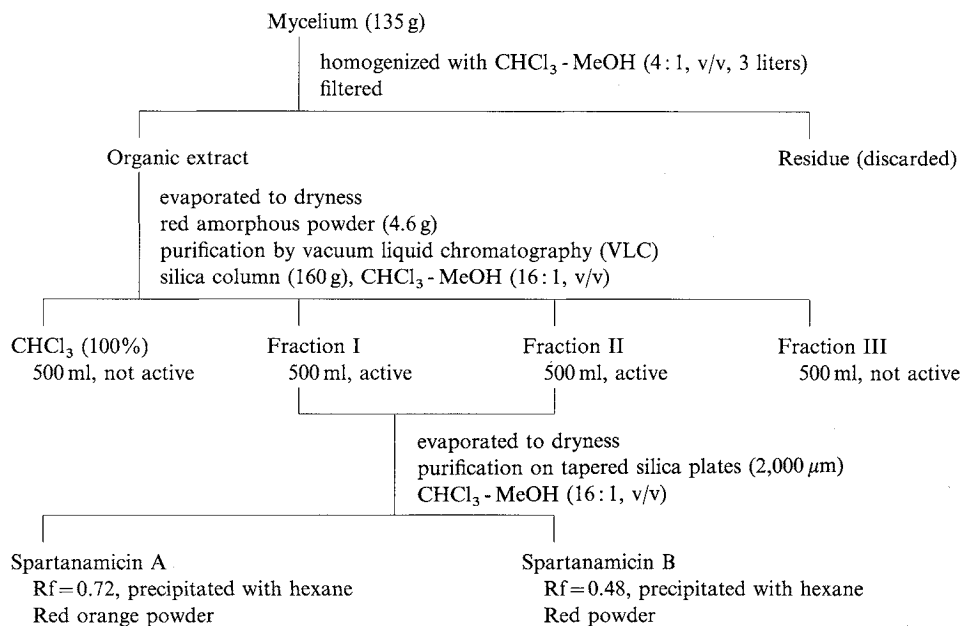 Mycelium (135 g)
homogenized with CHCl₃ - MeOH (4 : 1, v/v, 3 liters)
filtered
Organic extract
Residue (discarded)
evaporated to dryness
red amorphous powder (4.6 g)
purification by vacuum liquid chromatography (VLC)
silica column (160 g), CHCl₃ - MeOH (16 : 1, v/v)
CHCl₃ (100%)
500 ml, not active
Fraction I
500 ml, active
Fraction II
500 ml, active
Fraction III
500 ml, not active
evaporated to dryness
purification on tapered silica plates (2,000 μm)
CHCl₃ - MeOH (16 : 1, v/v)
Spartanamicin A
Rf=0.72, precipitated with hexane
Red orange powder
Spartanamicin B
Rf=0.48, precipitated with hexane
Red powder